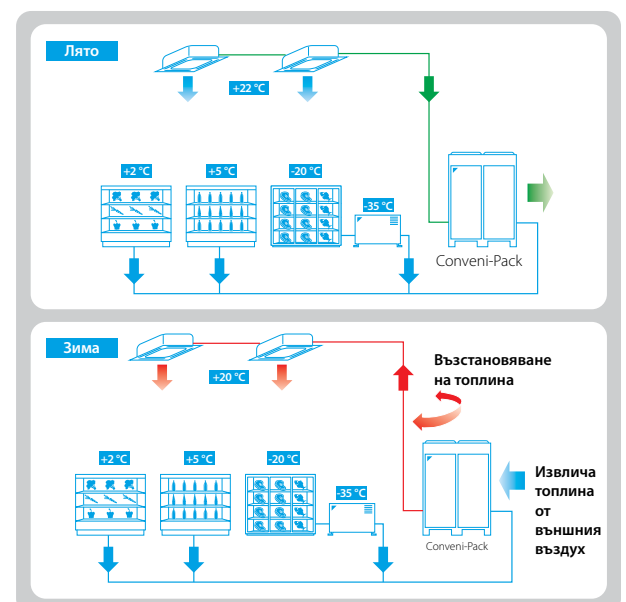 Лято
+22 °C
+2 °C
+5 °C
-20 °C
-35 °C
Conveni-Pack
Зима
+20 °C
Възстановяване
на топлина
+2 °C
+5 °C
-20 °C
-35 °C
Conveni-Pack
Извлича
топлина
от
външния
въздух